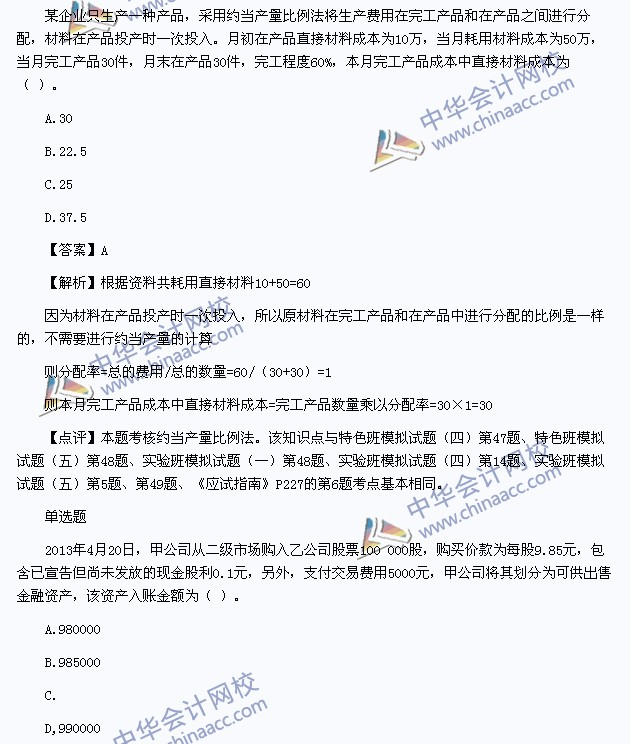 某企业只生产一种产品，采用约当产量比例法将生产费用在完工产品和在产品之间进行分
配，材料在产品投产时一次投入。月初在产品直接材料成本为10万，当月耗用材料成本为50万，
当月完工产品30件，月末在产品30件，完工程度60%，本月完工产品成本中直接材料成本为
（ ）。
A.30
B.22.5
C.25
D.37.5
【答案】A
【解析】根据资料共耗用直接材料10+50=60
因为材料在产品投产时一次投入，所以原材料在完工产品和在产品中进行分配的比例是一样
的，不需要进行约当产量的计算
则分配率=总的费用/总的数量=60/（30+30）=1
则本月完工产品成本中直接材料成本=完工产品数量乘以分配率=30×1=30
【点评】本题考核约当产量比例法。该知识点与特色班模拟试题（四）第47题、特色班模拟
试题（五）第48题、实验班模拟试题（一）第48题、实验班模拟试题（四）第14题、实验班模拟
试题（五）第5题、第49题、《应试指南》P227的第6题考点基本相同。
单选题
2013年4月20日，甲公司从二级市场购入乙公司股票100 000股，购买价款为每股9.85元，包
含已宣告但尚未发放的现金股利0.1元，另外，支付交易费用5000元，甲公司将其划分为可供出售
金融资产，该资产入账金额为（ ）。
A.980000
B.985000
C.
D,990000
中华会计网校
www.chinaacc.com
中华会计网校
www.chinaacc.com
中华会计网校
www.chinaacc.com
中华会计网校
www.chinaacc.com